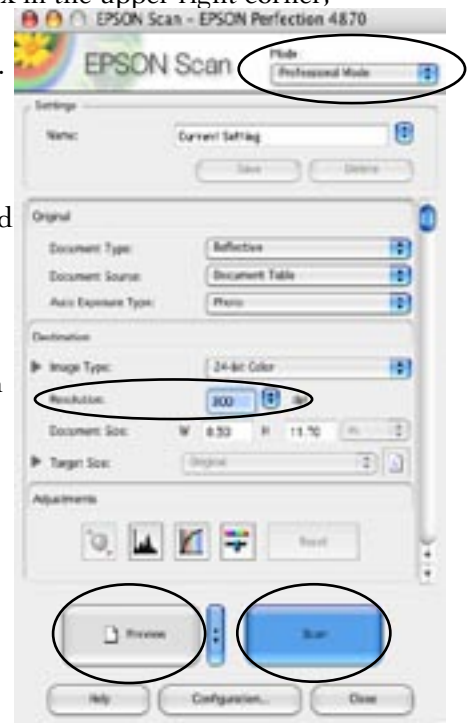 x in the upper right corner,
EPSON Scan - EPSON Perfection 4870
.
EPSON Scan
Mode:
Professional Mode
Settings
Name: Current Setting
Save Delete
d
Original
Document Type: Reflective
Document Source: Document Table
Auto Exposure Type: Photo
Destination
Image Type: 24-bit Color
n
Resolution: 300 dpi
Document Size: W 8.50 H 11.70 in.
Target Size: Original
Adjustments
Reset
Preview Scan
Help Configuration... Close